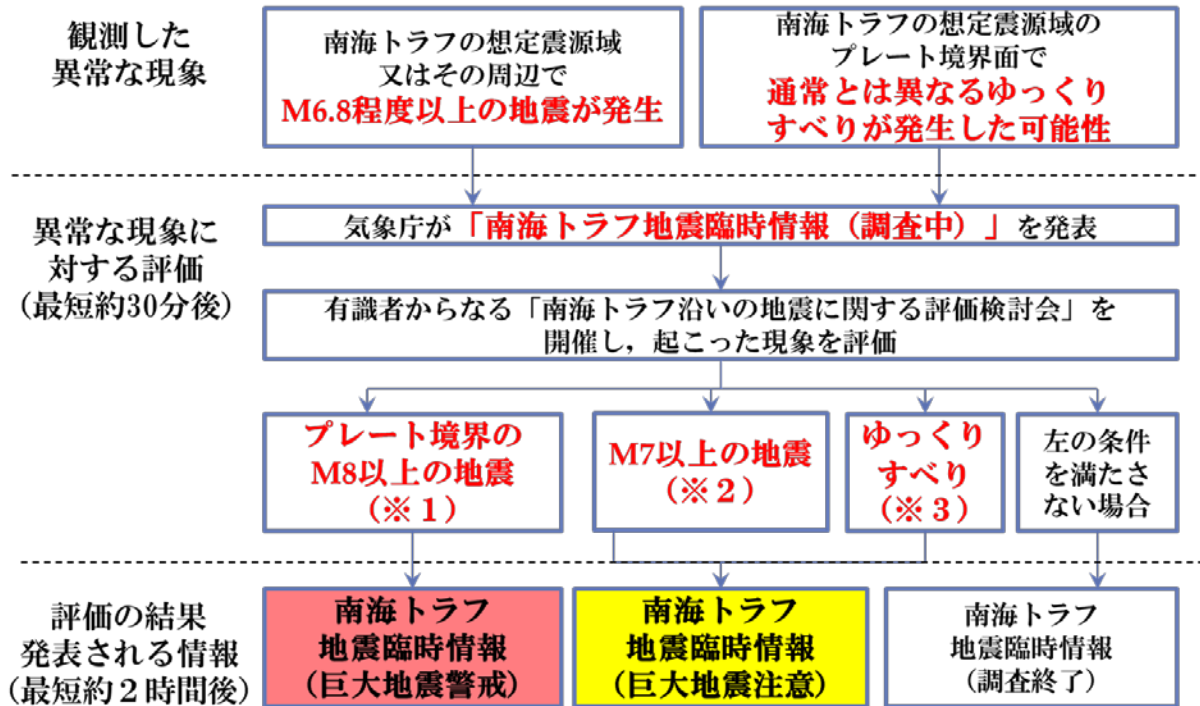 観測した
異常な現象
南海トラフの想定震源域
又はその周辺で
M6.8程度以上の地震が発生
南海トラフの想定震源域の
プレート境界面で
通常とは異なるゆっくり
すべりが発生した可能性
異常な現象に
対する評価
(最短約30分後)
気象庁が「南海トラフ地震臨時情報（調査中）」を発表
有識者からなる「南海トラフ沿いの地震に関する評価検討会」を
開催し，起こった現象を評価
プレート境界の
M8以上の地震
（※１）
M7以上の地震
（※２）
ゆっくり
すべり
（※３）
左の条件
を満たさ
ない場合
評価の結果
発表される情報
(最短約２時間後)
南海トラフ
地震臨時情報
(巨大地震警戒)
南海トラフ
地震臨時情報
(巨大地震注意)
南海トラフ
地震臨時情報
(調査終了)